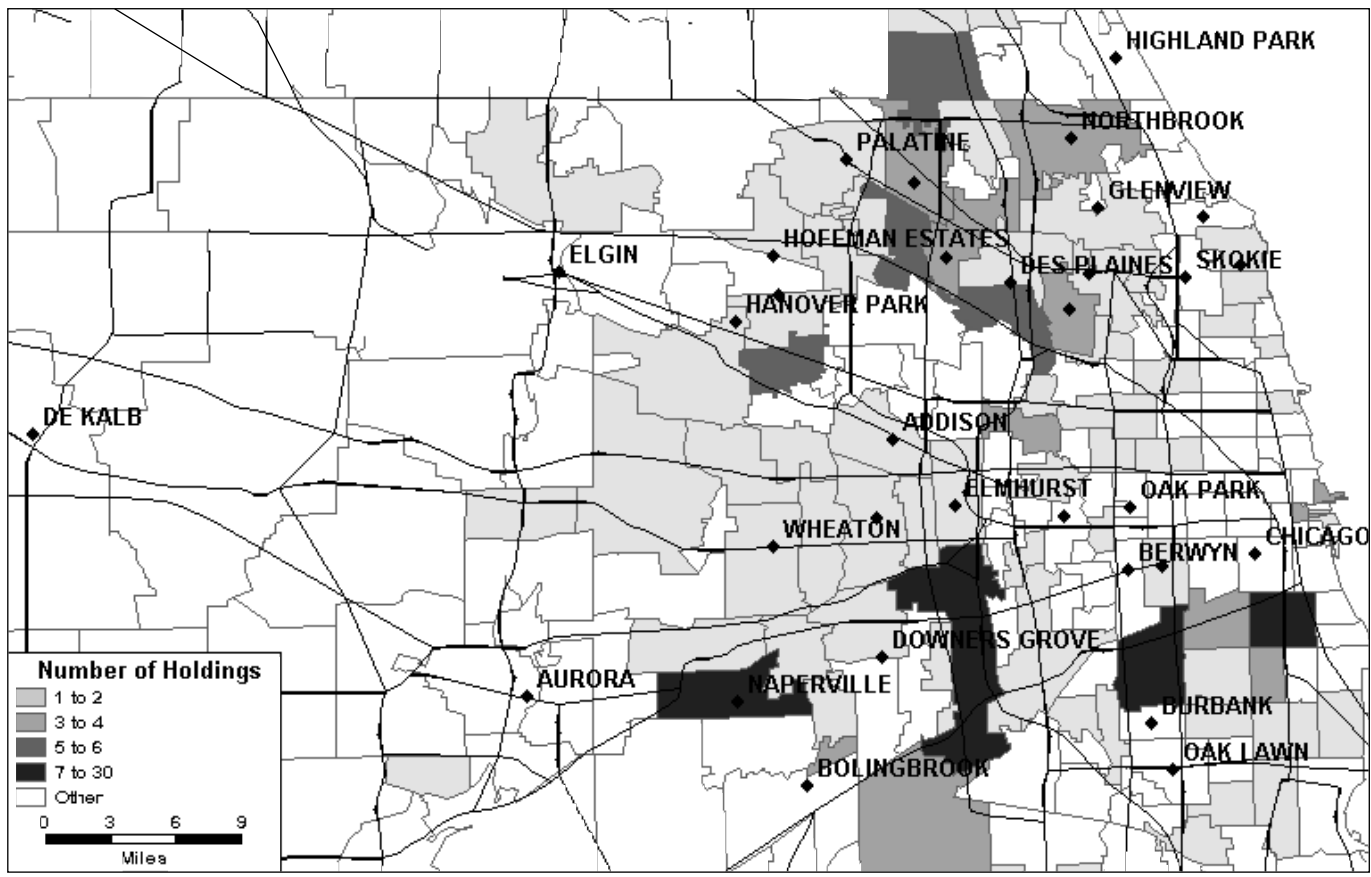 HIGHLAND PARK
NORTHBROOK
PALATINE
GLENVIEW
HOFFMAN ESTATES
ELGIN
DES PLAINES
SKOKIE
HANOVER PARK
DE KALB
ADDISON
ELMHURST
OAK PARK
WHEATON
BERWYN
CHICAGO
DOWNERS GROVE
AURORA
NAPERVILLE
BURBANK
OAK LAWN
BOLINGBROOK
Number of Holdings
1 to 2
3 to 4
5 to 6
7 to 30
Other
0 3 6 9
Miles